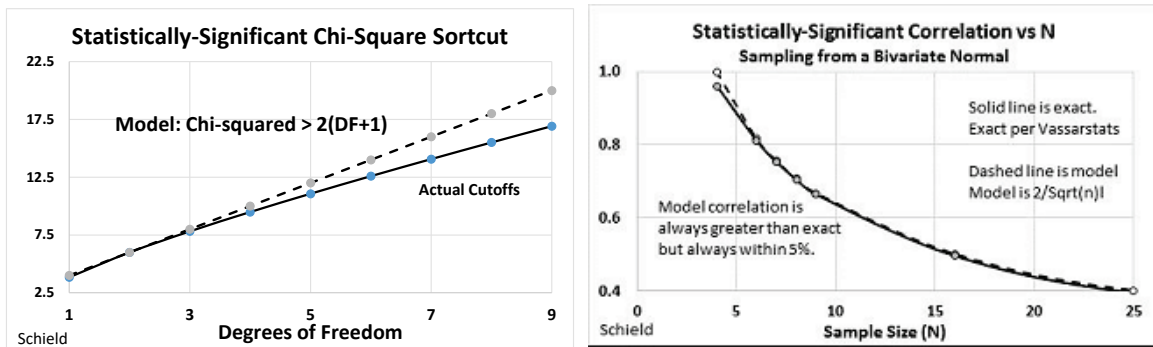 Statistically-Significant Chi-Square Sortcut
22.5
17.5
12.5
7.5
2.5
Model: Chi-squared > 2(DF+1)
Actual Cutoffs
1 3 5 7 9
Degrees of Freedom
Schield
Statistically-Significant Correlation vs N
Sampling from a Bivariate Normal
1.0
0.8
0.6
0.4
Solid line is exact.
Exact per Vassarstats
Dashed line is model
Model is 2/Sqrt(n)l
Model correlation is
always greater than exact
but always within 5%.
0 5 10 15 20 25
Sample Size (N)
Schield